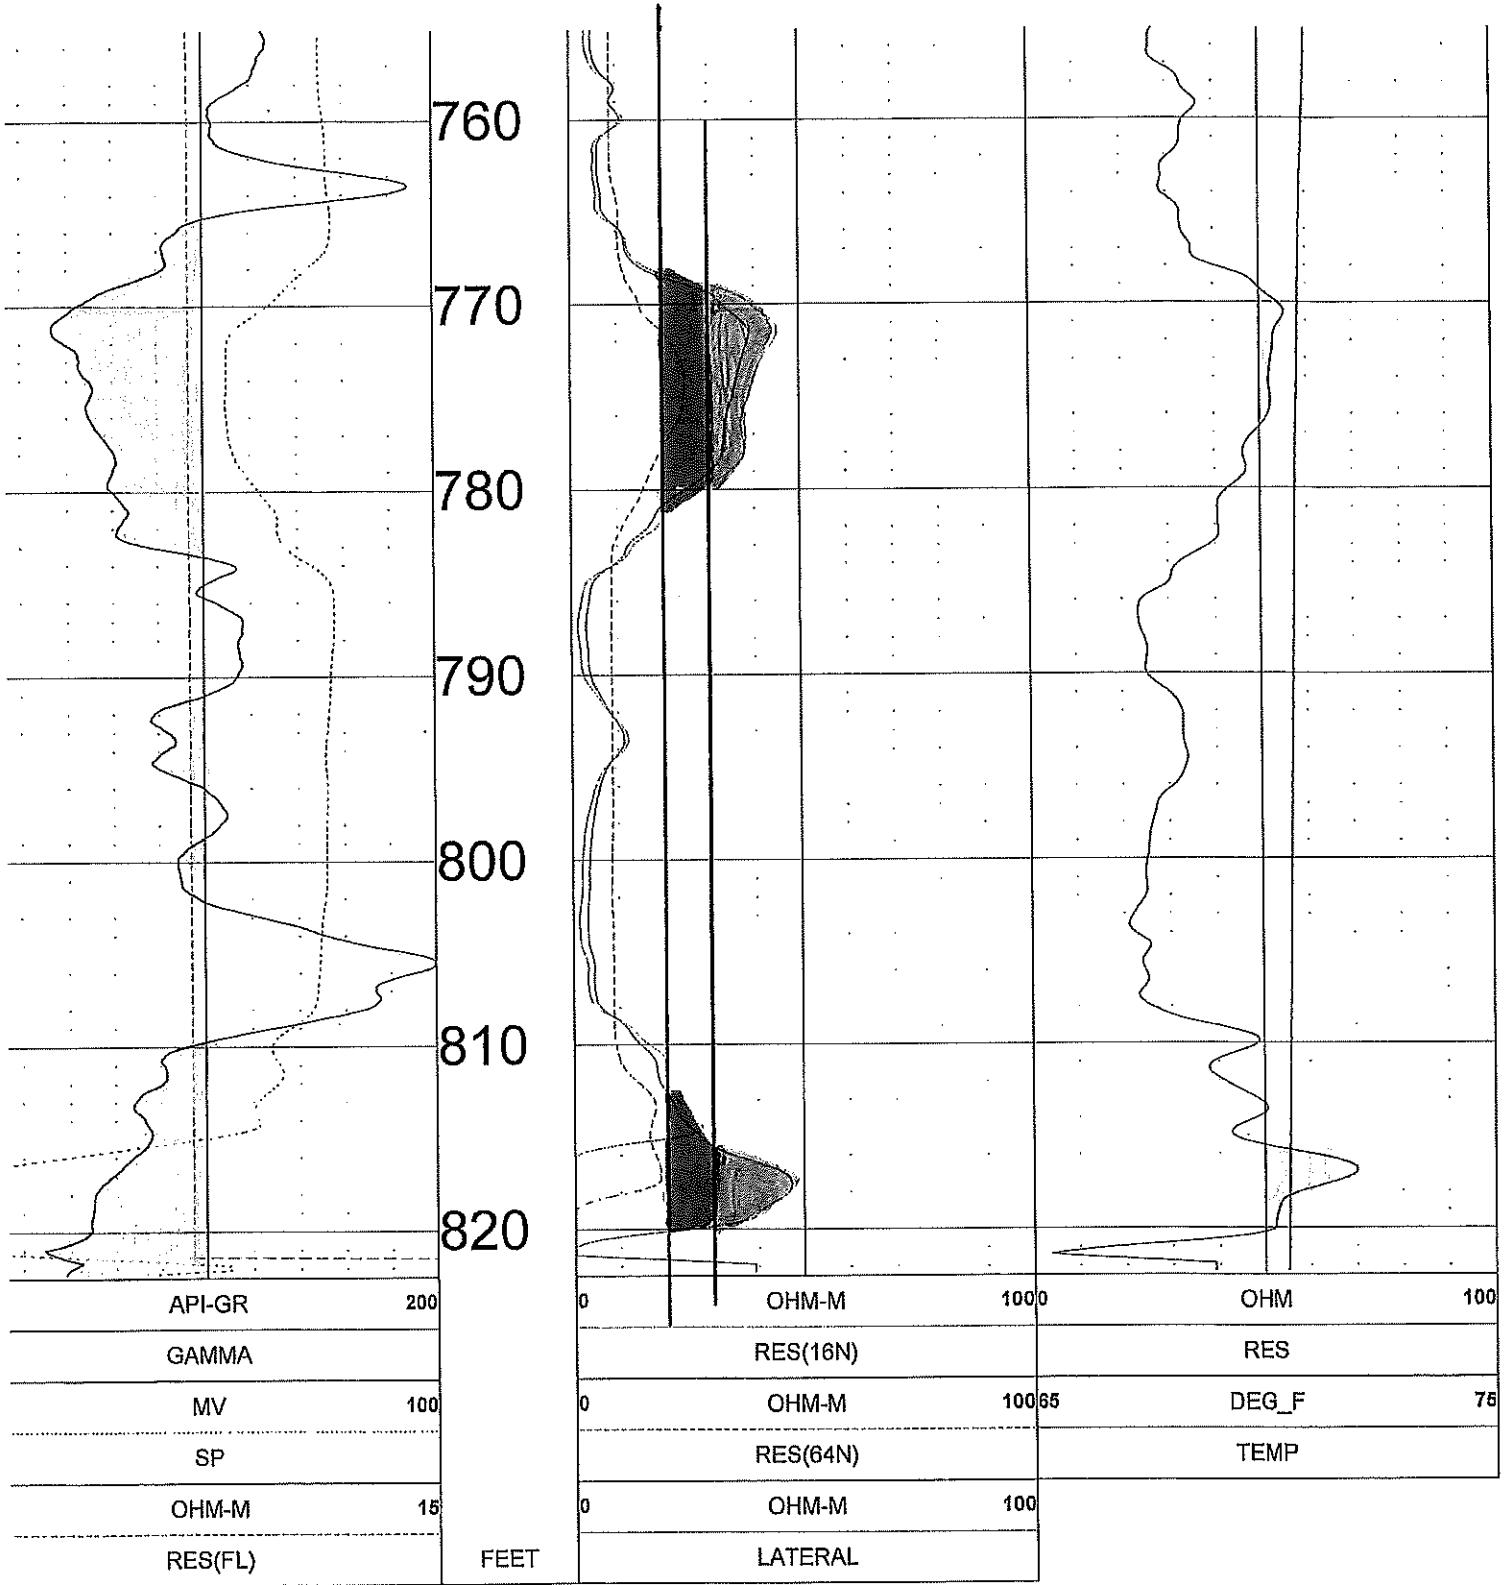 760
770
780
790
800
810
820
API-GR 200
0 OHM-M 100
0 OHM 100
GAMMA
RES(16N)
RES
MV 100
0 OHM-M 100
65 DEG_F 75
SP
RES(64N)
TEMP
OHM-M 15
0 OHM-M 100
RES(FL)
FEET
LATERAL